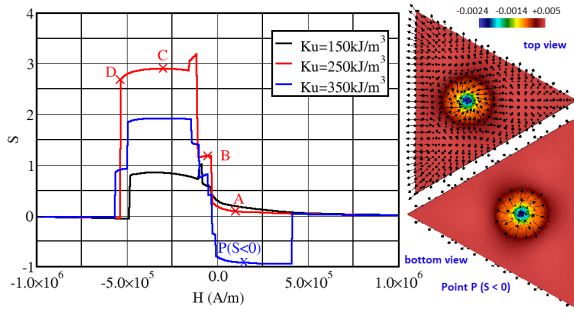 -0.0024 -0.0014 +0.005
top view
Ku=150kJ/m³
Ku=250kJ/m³
Ku=350kJ/m³
4
3
2
1
0
-1
S
D
C
B
A
P(S<0)
-1.0×10⁶ -5.0×10⁵ 0.0 5.0×10⁵ 1.0×10⁶
H (A/m)
bottom view
Point P (S < 0)